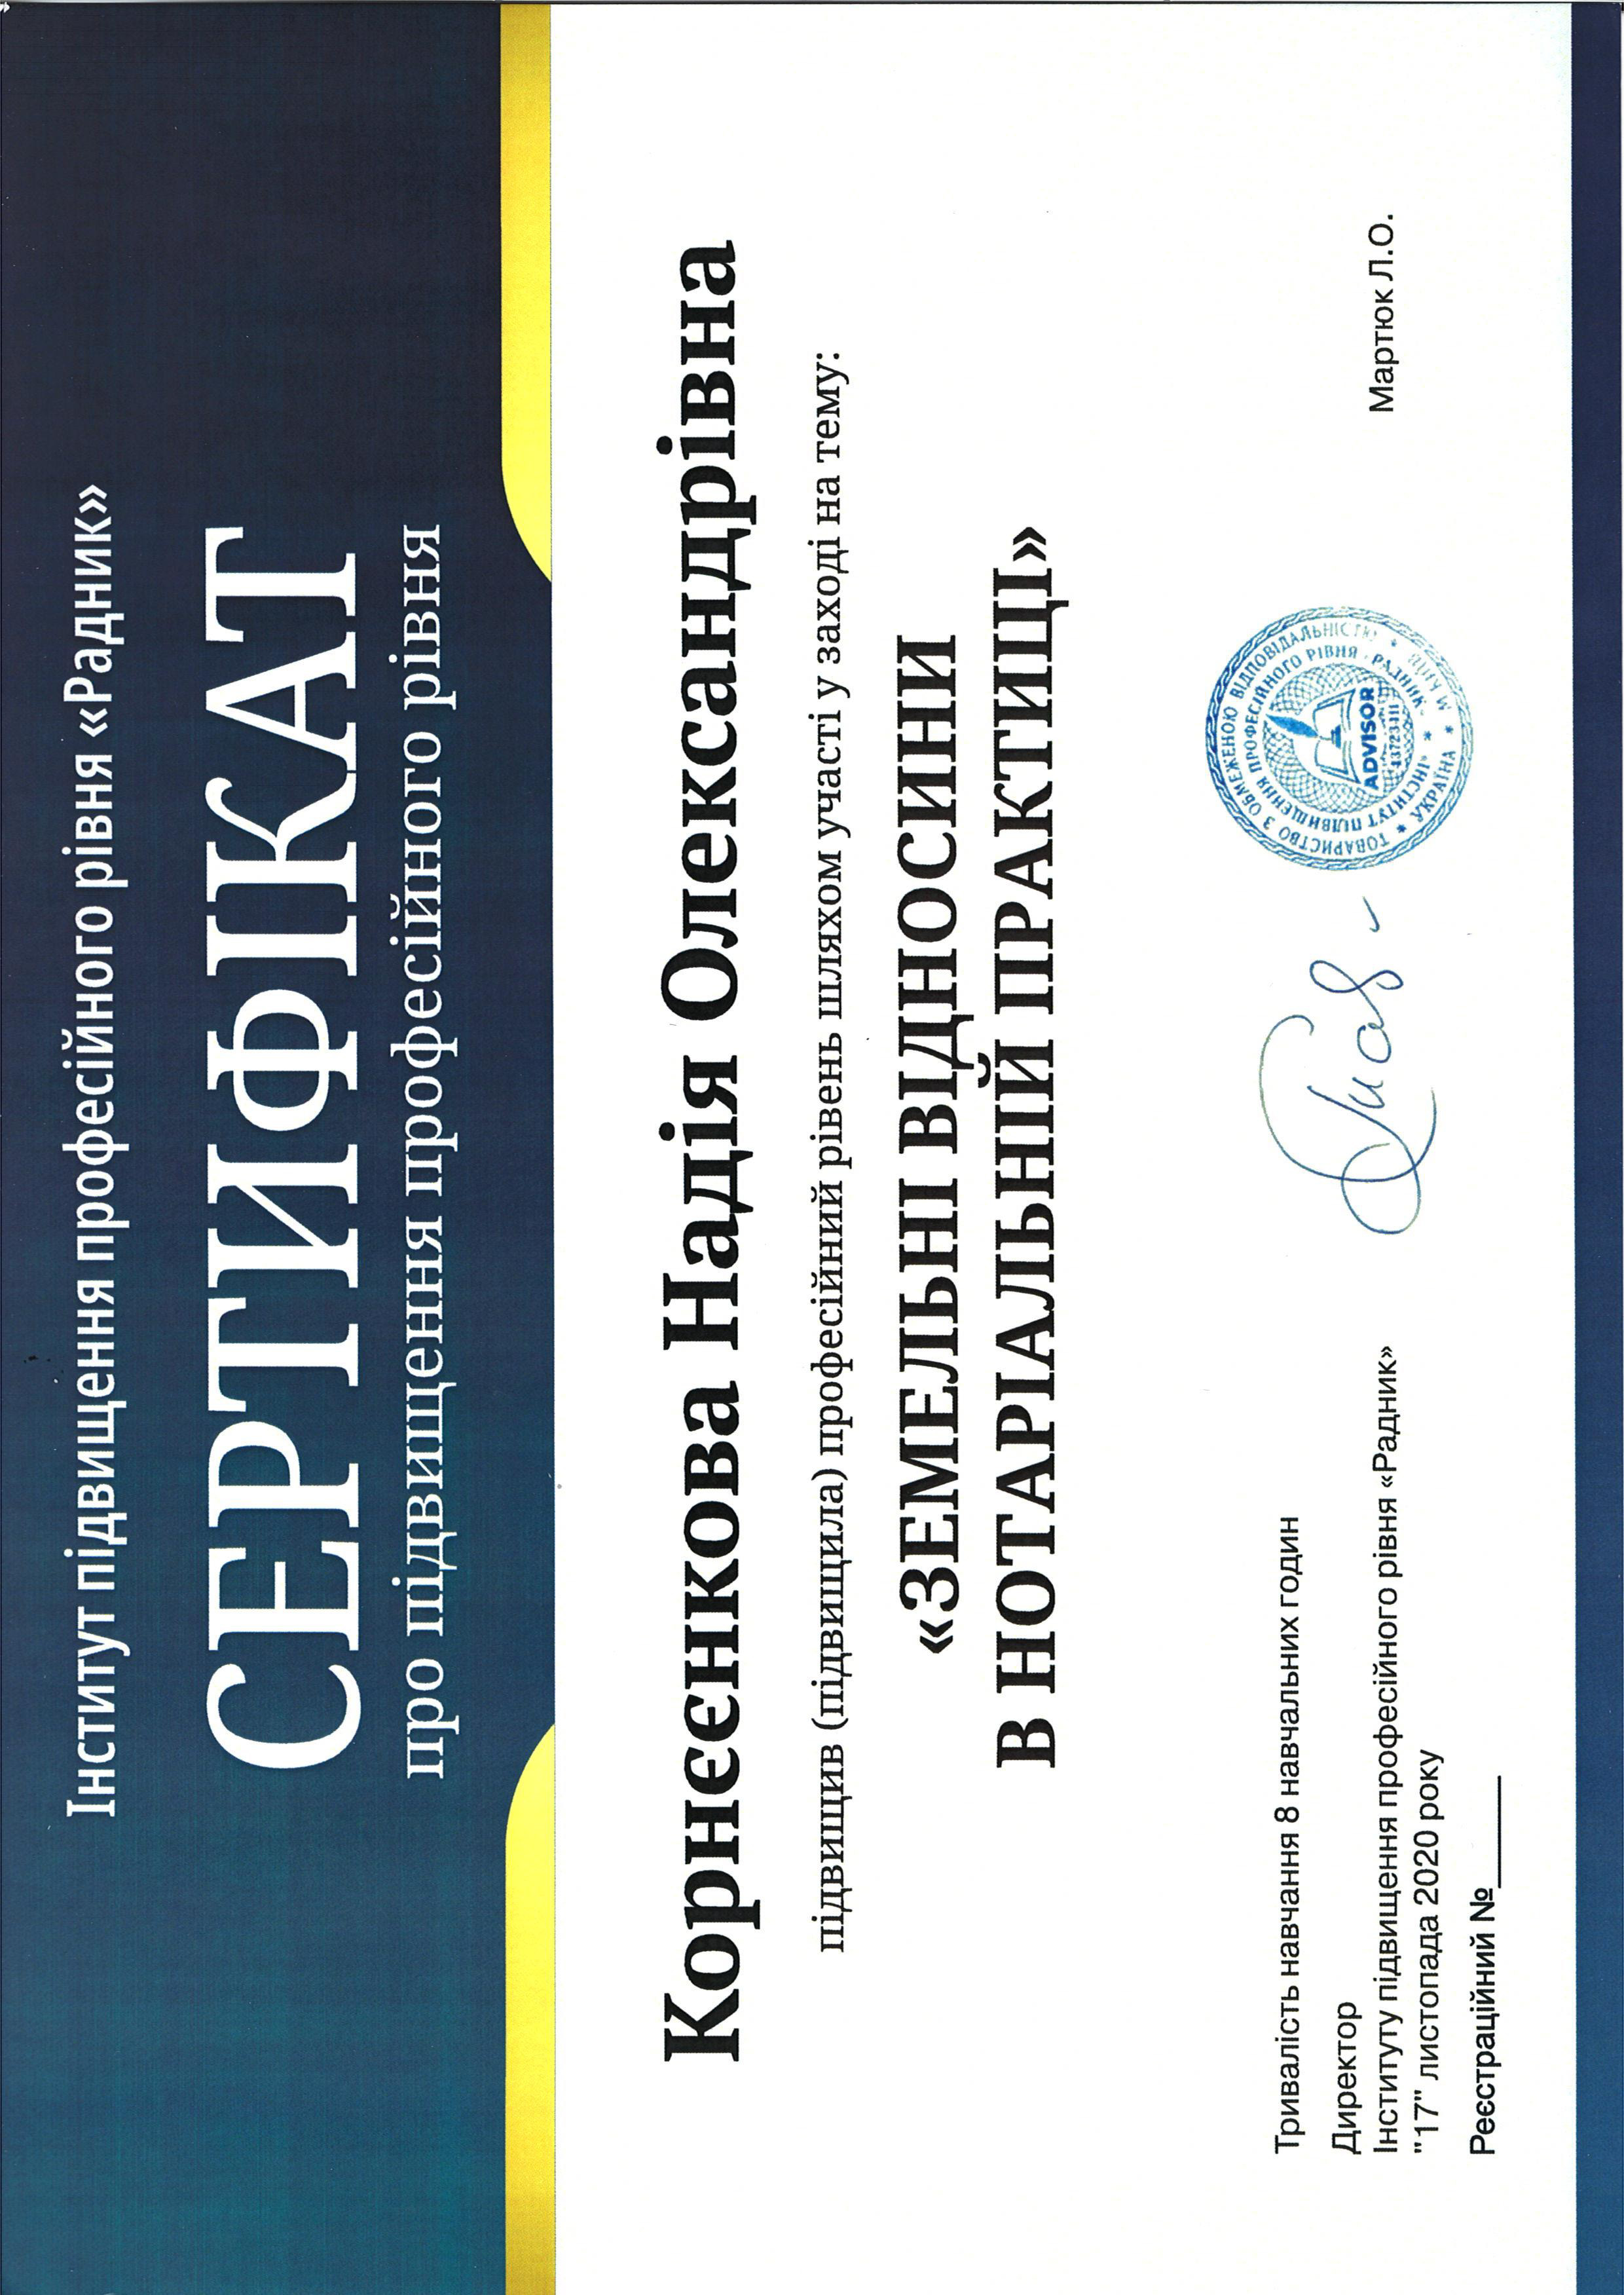 Інститут підвищення професійного рівня «Радник»
СЕРТИФІКАТ
про підвищення професійного рівня
Корнєєнкова Надія Олександрівна
підвищив (підвищила) професійний рівень шляхом участі у заході на тему:
«ЗЕМЕЛЬНІ ВІДНОСИНИ
В НОТАРІАЛЬНІЙ ПРАКТИЦІ»
Тривалість навчання 8 навчальних годин
Директор
Інституту підвищення професійного рівня «Радник»
"17" листопада 2020 року
Реєстраційний №______
ТОВАРИСТВО З ОБМЕЖЕНОЮ ВІДПОВІДАЛЬНІСТЮ
"ІНСТИТУТ ПІДВИЩЕННЯ ПРОФЕСІЙНОГО РІВНЯ "РАДНИК"
ADVISOR
43723411
* УКРАЇНА * М КИЇВ *
Мартюк Л.О.